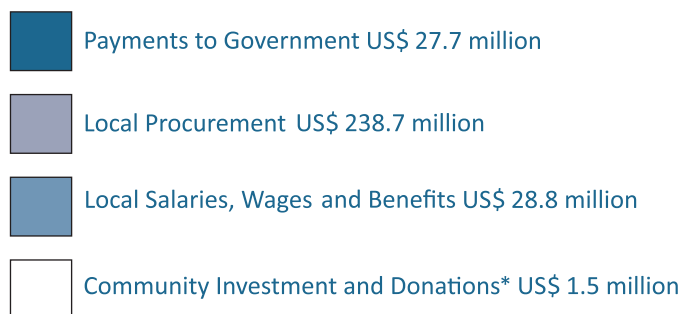 Payments to Government US$ 27.7 million
Local Procurement US$ 238.7 million
Local Salaries, Wages and Benefits US$ 28.8 million
Community Investment and Donations* US$ 1.5 million